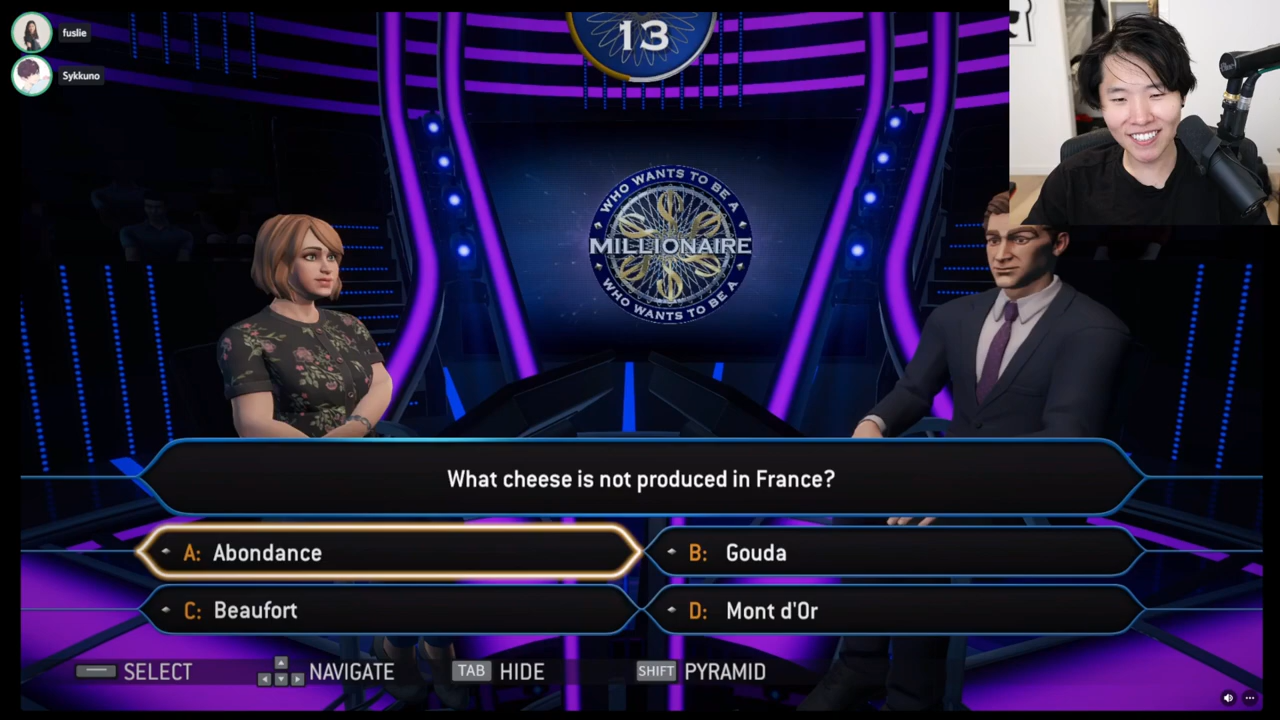 fuslie
Sykkuno
13
WHO WANTS TO BE A
MILLIONAIRE
WHO WANTS TO BE A
What cheese is not produced in France?
A: Abondance
B: Gouda
C: Beaufort
D: Mont d'Or
SELECT
NAVIGATE
TAB HIDE
SHIFT PYRAMID